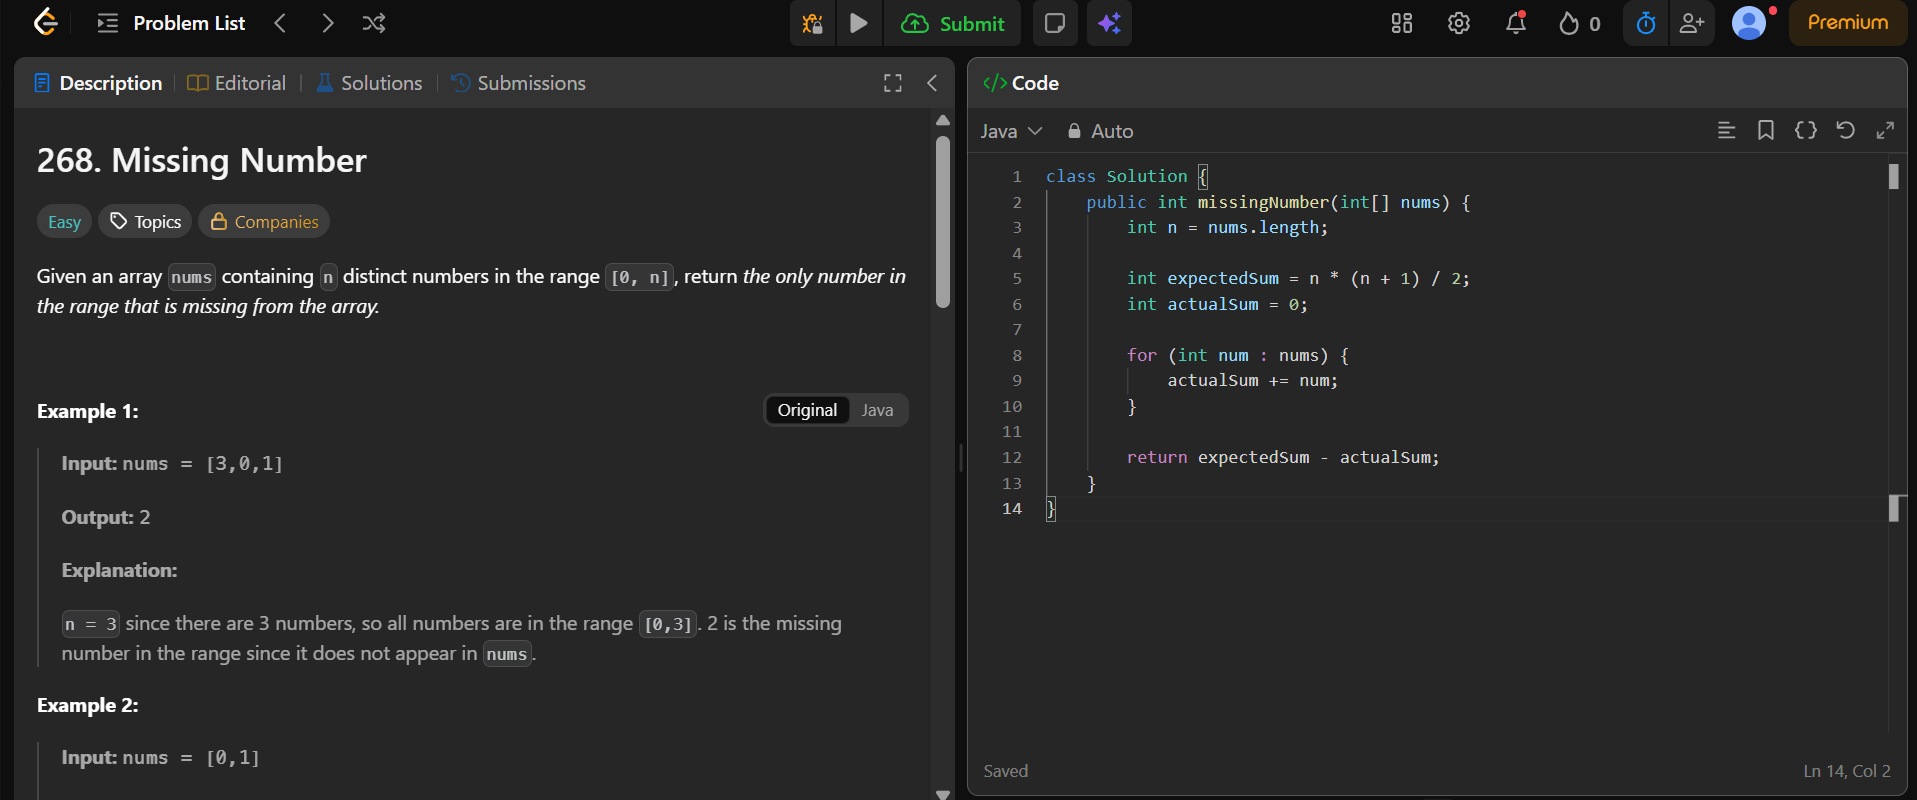 Problem List
Submit
0
Premium
Description
Editorial
Solutions
Submissions
268. Missing Number
Easy
Topics
Companies
Given an array nums containing n distinct numbers in the range [0, n], return the only number in
the range that is missing from the array.
Example 1:
Original
Java
Input: nums = [3,0,1]
Output: 2
Explanation:
n = 3 since there are 3 numbers, so all numbers are in the range [0,3]. 2 is the missing
number in the range since it does not appear in nums.
Example 2:
Input: nums = [0,1]
</> Code
Java
Auto
1 class Solution {
2     public int missingNumber(int[] nums) {
3         int n = nums.length;
4
5         int expectedSum = n * (n + 1) / 2;
6         int actualSum = 0;
7
8         for (int num : nums) {
9             actualSum += num;
10         }
11
12         return expectedSum - actualSum;
13     }
14 }
Saved
Ln 14, Col 2